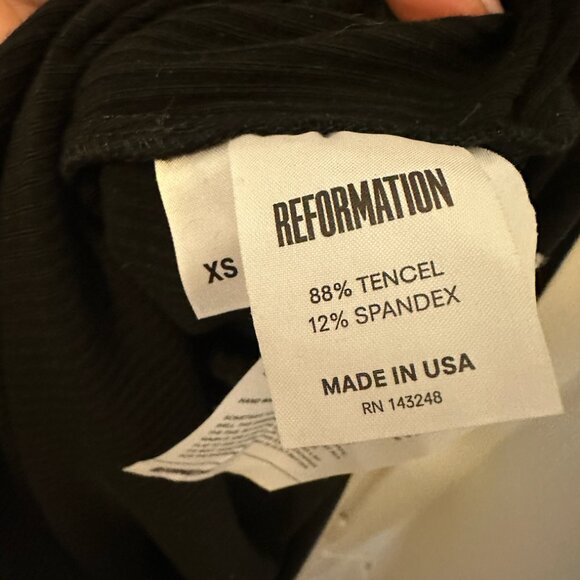 REFORMATION
XS
88% TENCEL
12% SPANDEX
MADE IN USA
RN 143248